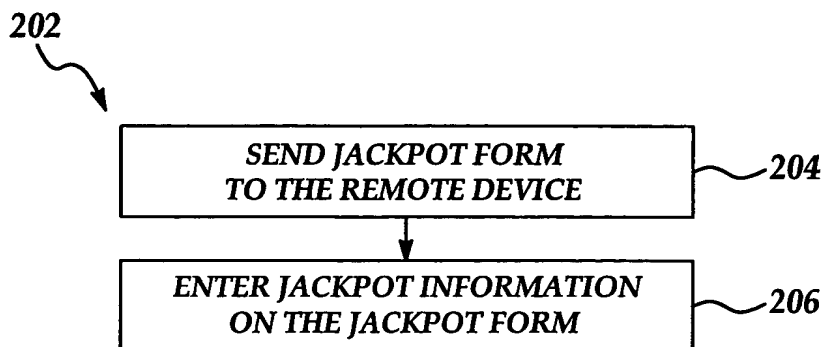 202
SEND JACKPOT FORM
TO THE REMOTE DEVICE
204
ENTER JACKPOT INFORMATION
ON THE JACKPOT FORM
206